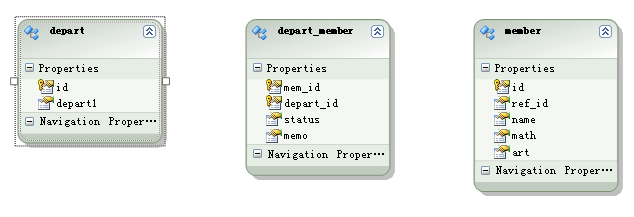 depart
Properties
id
depart1
Navigation Proper…
depart_member
Properties
mem_id
depart_id
status
memo
Navigation Proper…
member
Properties
id
ref_id
name
math
art
Navigation Proper…